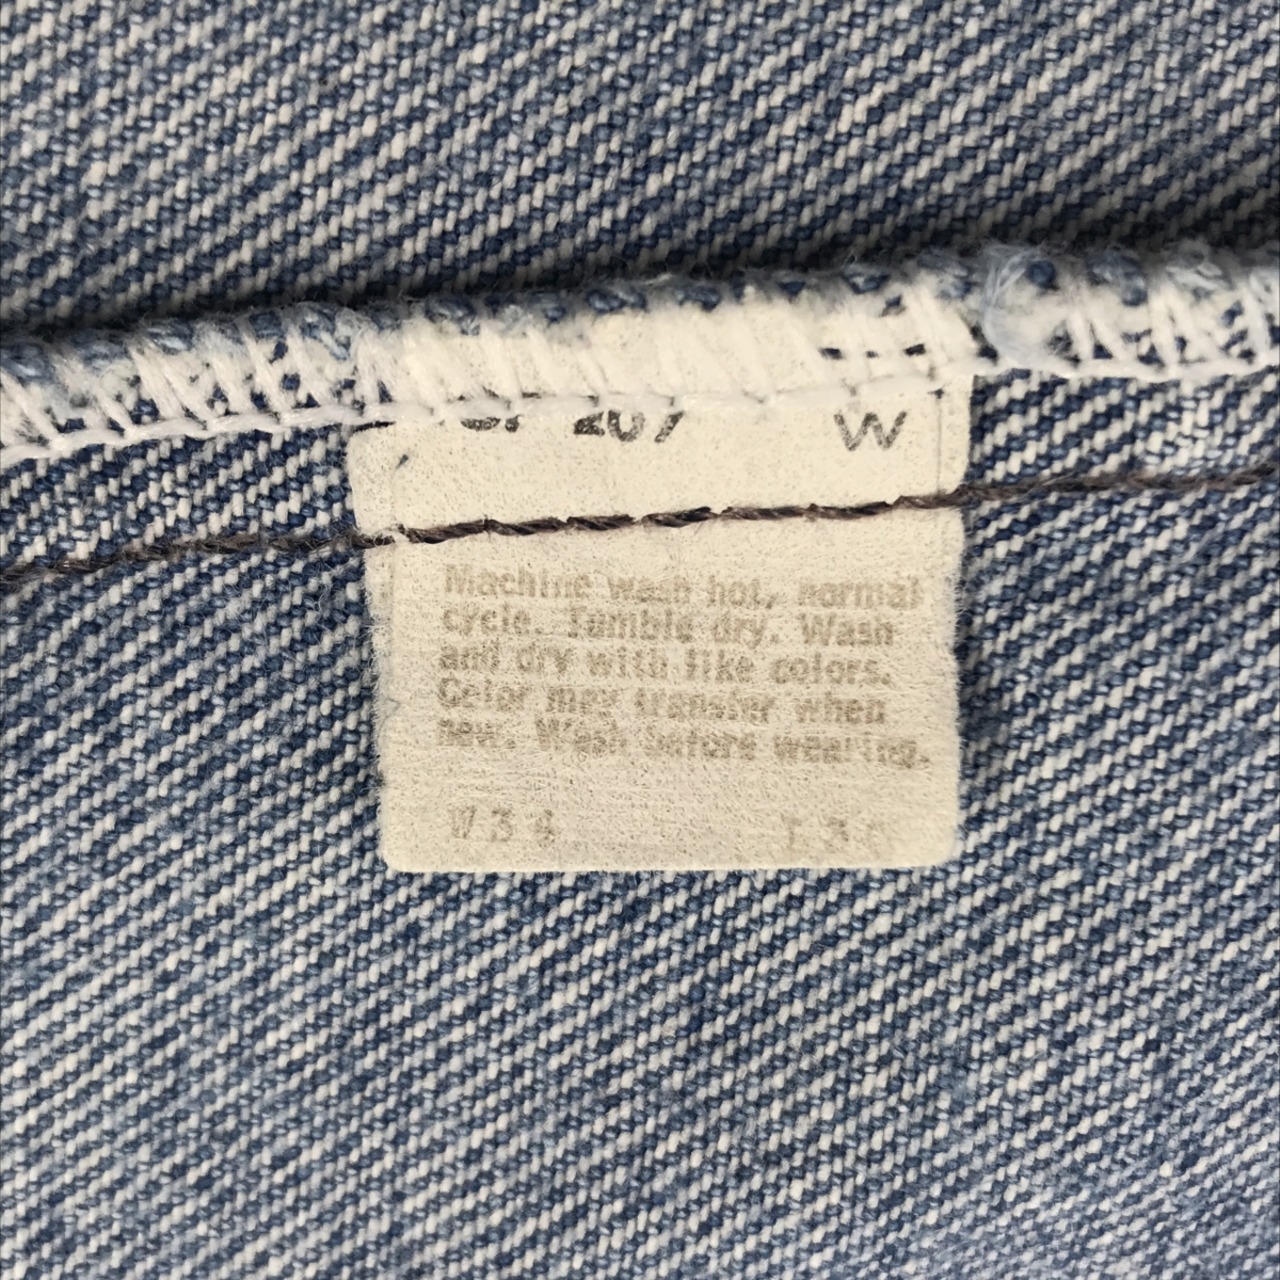 207 W
Machine wash hot, normal
cycle. Tumble dry. Wash
and dry with like colors.
Color may transfer when
new. Wash before wearing.
W34